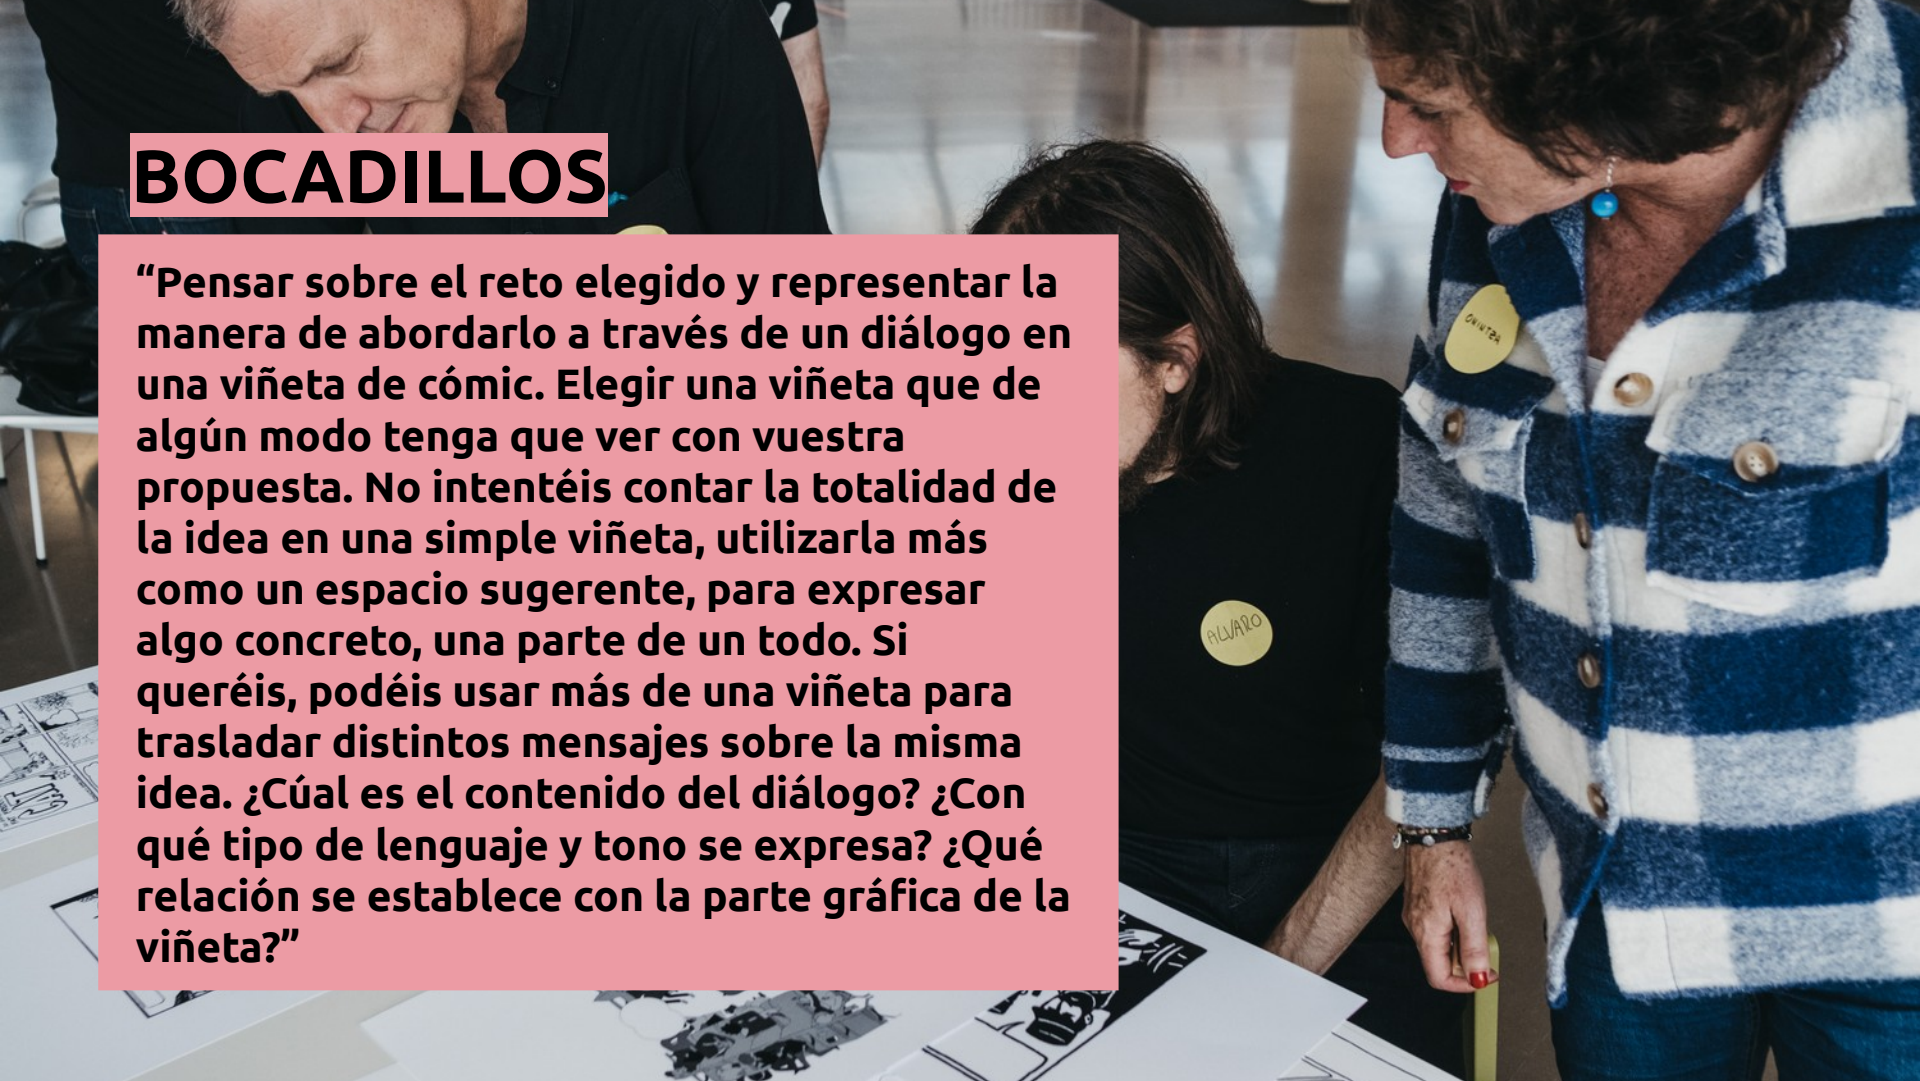 BOCADILLOS
“Pensar sobre el reto elegido y representar la
manera de abordarlo a través de un diálogo en
una viñeta de cómic. Elegir una viñeta que de
algún modo tenga que ver con vuestra
propuesta. No intentéis contar la totalidad de
la idea en una simple viñeta, utilizarla más
como un espacio sugerente, para expresar
algo concreto, una parte de un todo. Si
queréis, podéis usar más de una viñeta para
trasladar distintos mensajes sobre la misma
idea. ¿Cúal es el contenido del diálogo? ¿Con
qué tipo de lenguaje y tono se expresa? ¿Qué
relación se establece con la parte gráfica de la
viñeta?”
OHINTZA
ALVARO